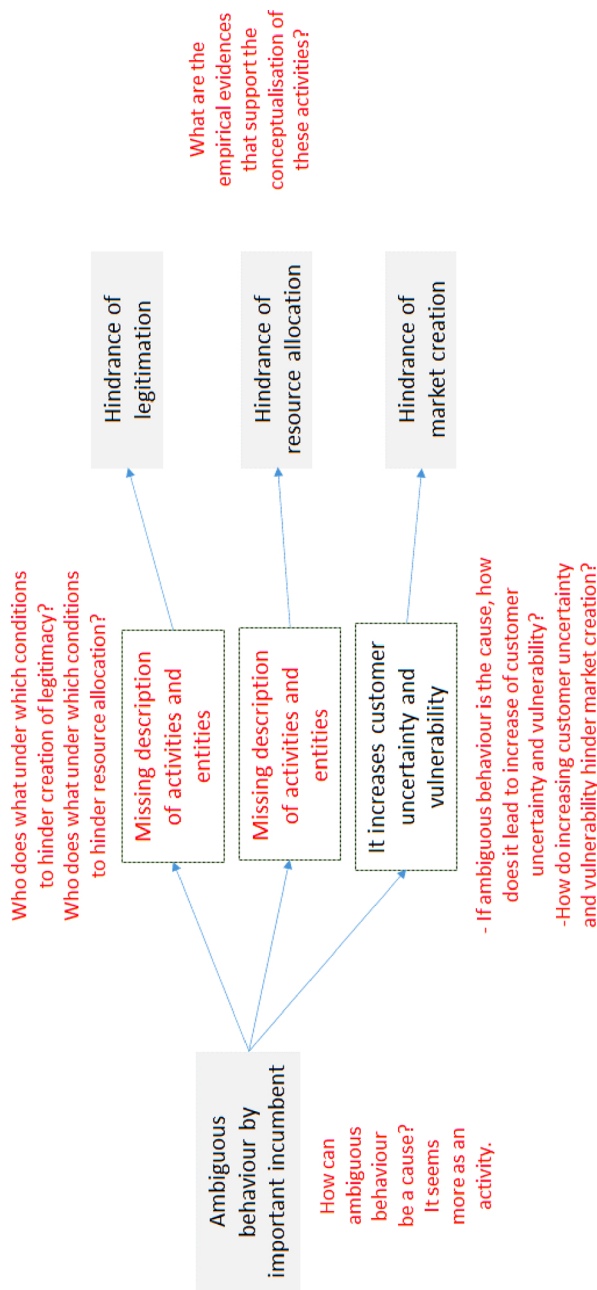 Who does what under which conditions
to hinder creation of legitimacy?
Who does what under which conditions
to hinder resource allocation?
What are the
empirical evidences
that support the
conceptualisation of
these activities?
Missing description
of activities and
entities
Hindrance of
legitimation
Ambiguous
behaviour by
important incumbent
Missing description
of activities and
entities
Hindrance of
resource allocation
How can
ambiguous
behaviour
be a cause?
It seems
more as an
activity.
It increases customer
uncertainty and
vulnerability
Hindrance of
market creation
- If ambiguous behaviour is the cause, how
does it lead to increase of customer
uncertainty and vulnerability?
-How do increasing customer uncertainty
and vulnerability hinder market creation?